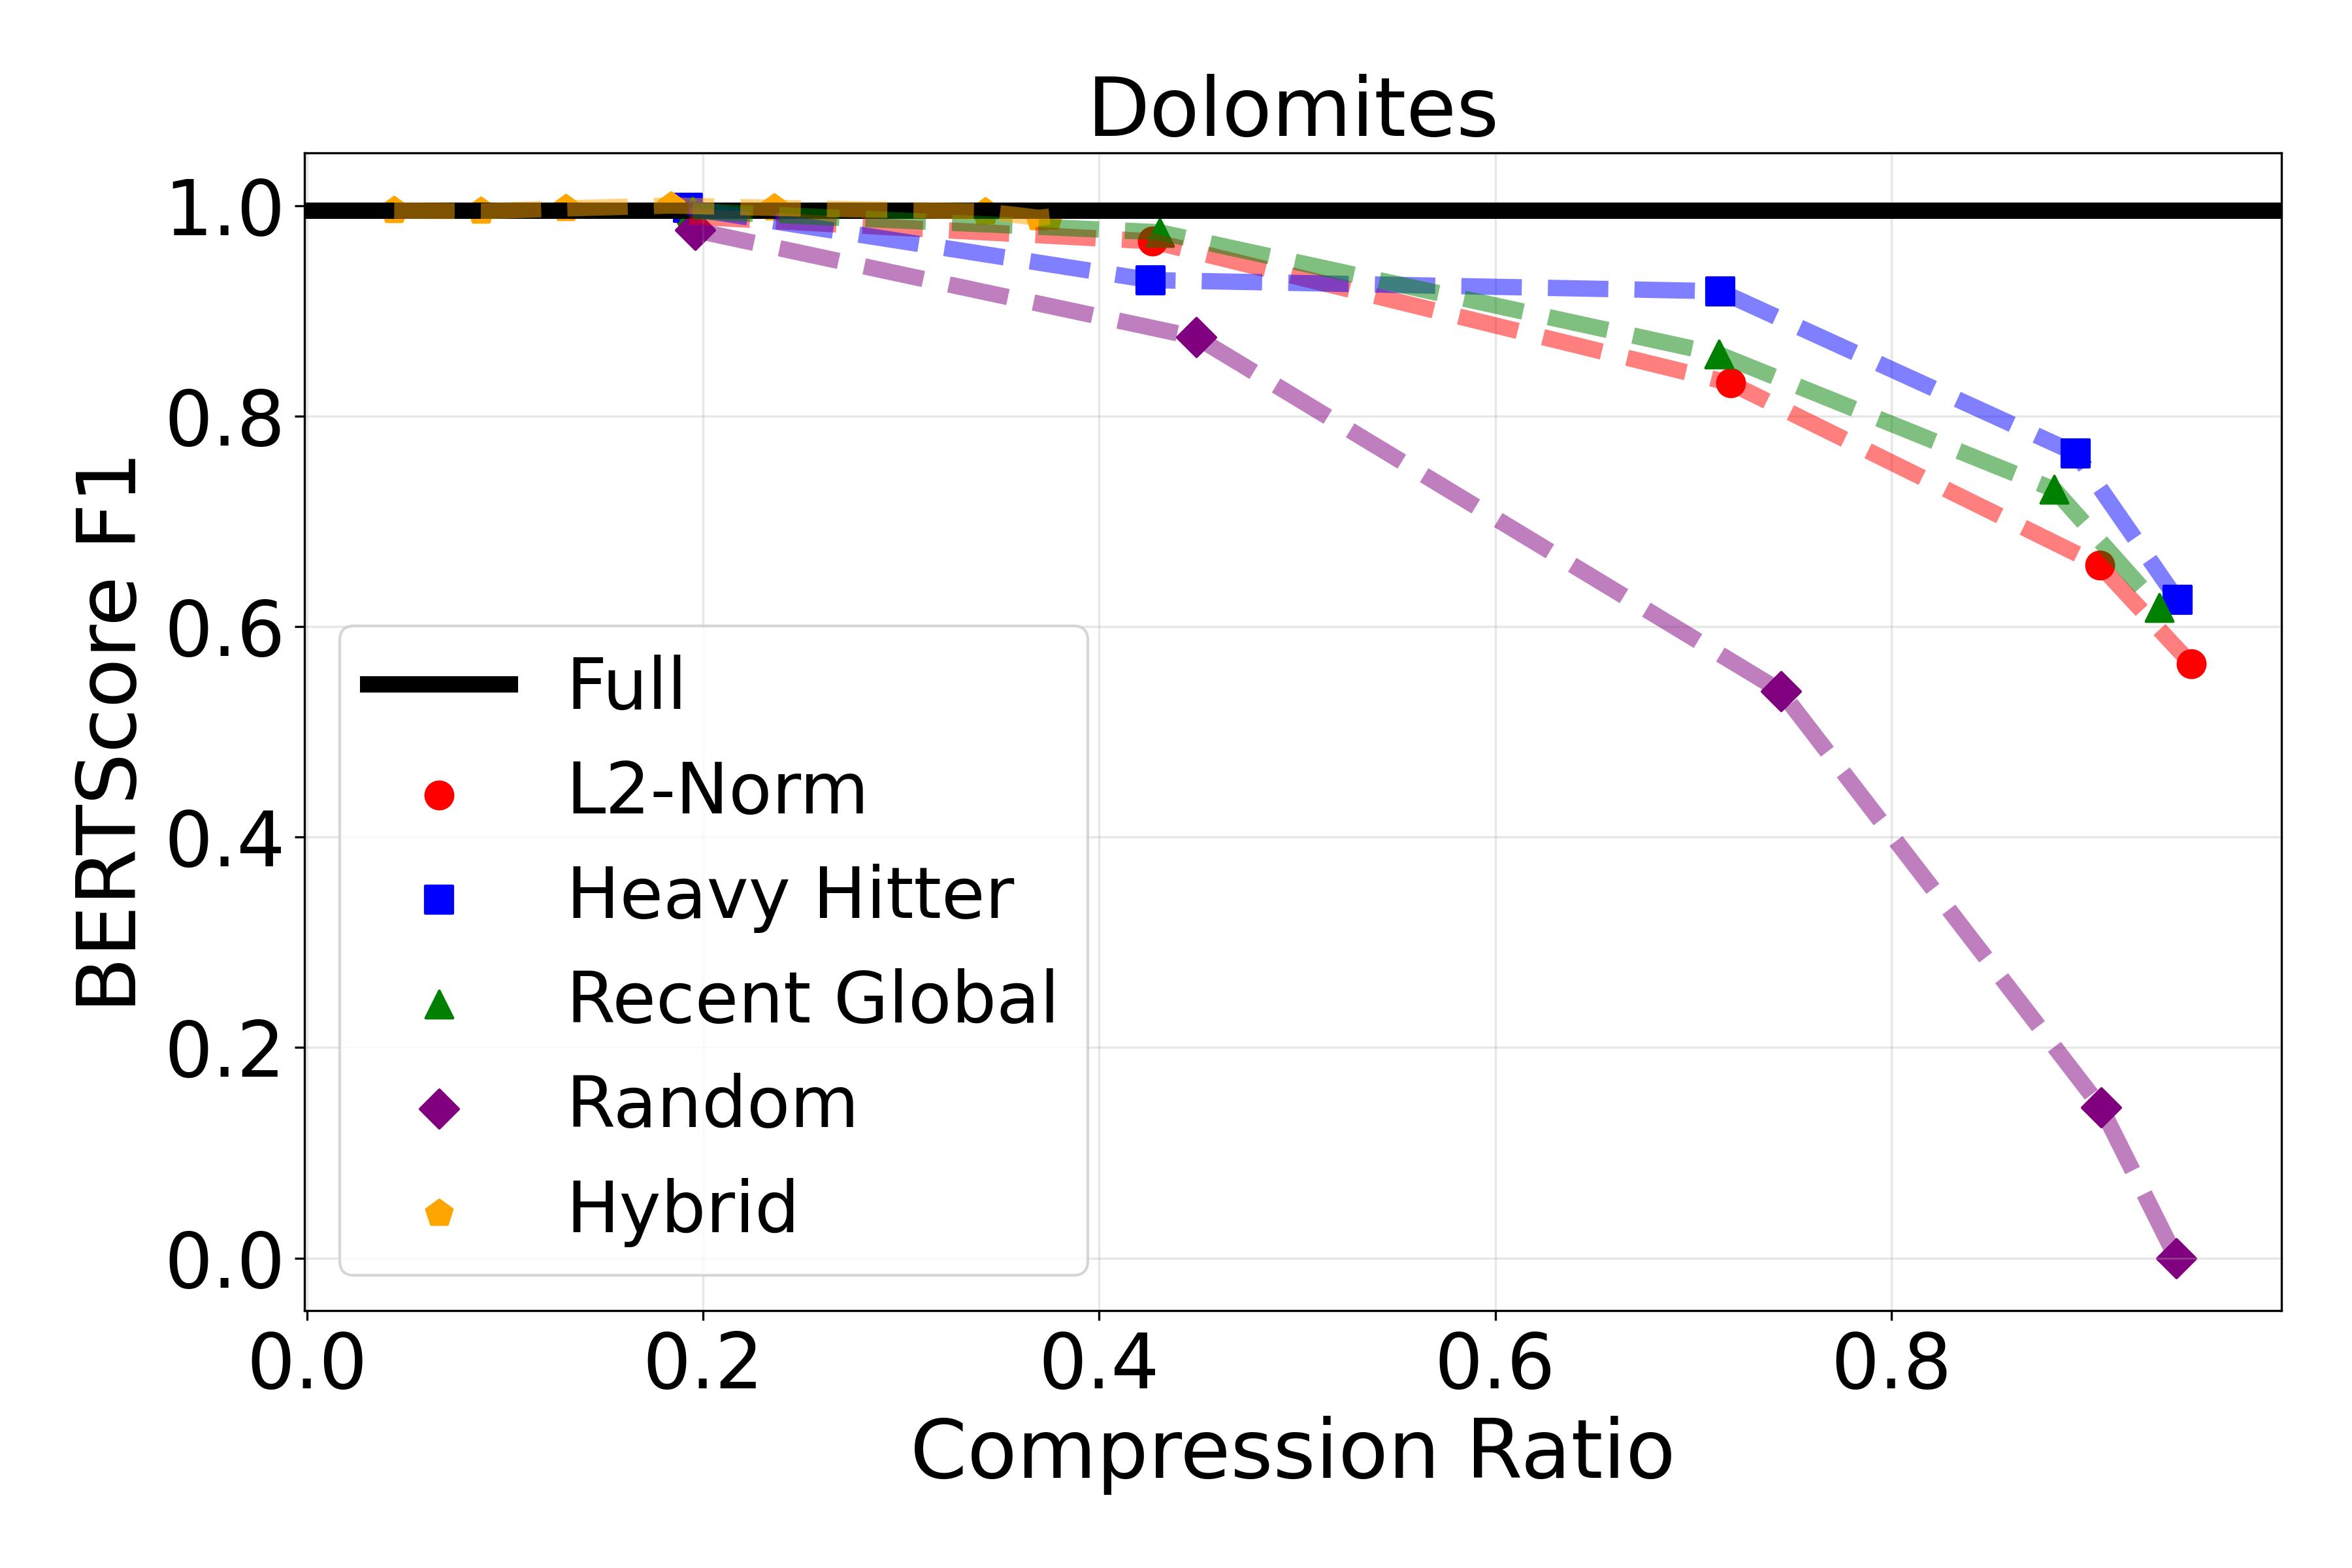 Dolomites
BERTScore F1
1.0
0.8
0.6
0.4
0.2
0.0
Full
L2-Norm
Heavy Hitter
Recent Global
Random
Hybrid
0.0 0.2 0.4 0.6 0.8
Compression Ratio